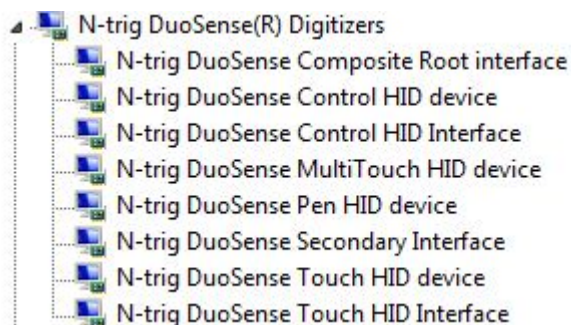 N-trig DuoSense(R) Digitizers
N-trig DuoSense Composite Root interface
N-trig DuoSense Control HID device
N-trig DuoSense Control HID Interface
N-trig DuoSense MultiTouch HID device
N-trig DuoSense Pen HID device
N-trig DuoSense Secondary Interface
N-trig DuoSense Touch HID device
N-trig DuoSense Touch HID Interface